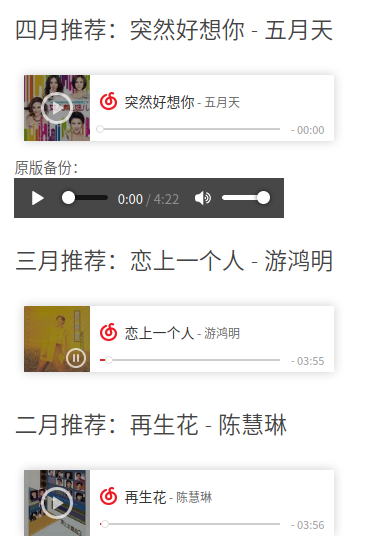 四月推荐：突然好想你 - 五月天
突然好想你 - 五月天
- 00:00
原版备份：
0:00 / 4:22
三月推荐：恋上一个人 - 游鸿明
恋上一个人 - 游鸿明
- 03:55
二月推荐：再生花 - 陈慧琳
再生花 - 陈慧琳
- 03:56